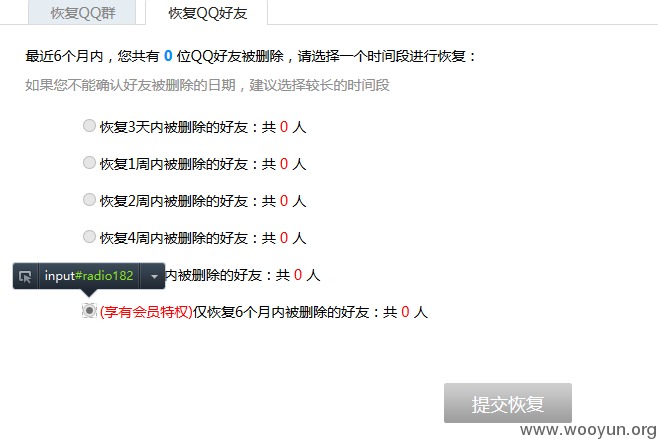 恢复QQ群 恢复QQ好友
最近6个月内，您共有 0 位QQ好友被删除，请选择一个时间段进行恢复：
如果您不能确认好友被删除的日期，建议选择较长的时间段
恢复3天内被删除的好友：共 0 人
恢复1周内被删除的好友：共 0 人
恢复2周内被删除的好友：共 0 人
恢复4周内被删除的好友：共 0 人
input#radio182 内被删除的好友：共 0 人
(享有会员特权)仅恢复6个月内被删除的好友：共 0 人
提交恢复
www.wooyun.org